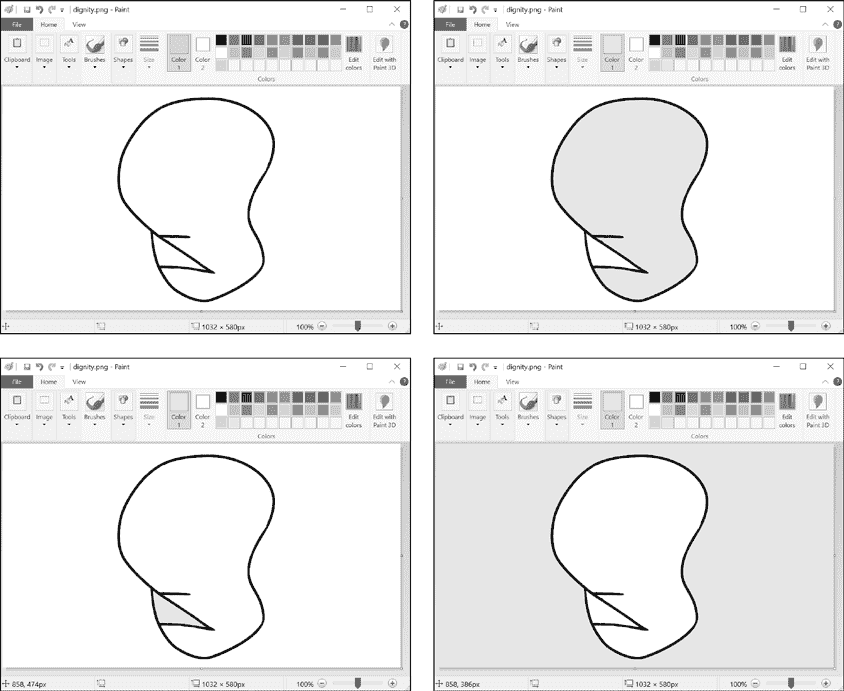 dignity.png - Paint
File Home View
Clipboard Image Tools Brushes Shapes Size Color 1 Color 2 Edit colors Edit with Paint 3D
Colors
1032 × 580px 100%
dignity.png - Paint
File Home View
Clipboard Image Tools Brushes Shapes Size Color 1 Color 2 Edit colors Edit with Paint 3D
Colors
1032 × 580px 100%
dignity.png - Paint
File Home View
Clipboard Image Tools Brushes Shapes Size Color 1 Color 2 Edit colors Edit with Paint 3D
Colors
858, 474px 1032 × 580px 100%
dignity.png - Paint
File Home View
Clipboard Image Tools Brushes Shapes Size Color 1 Color 2 Edit colors Edit with Paint 3D
Colors
858, 386px 1032 × 580px 100%